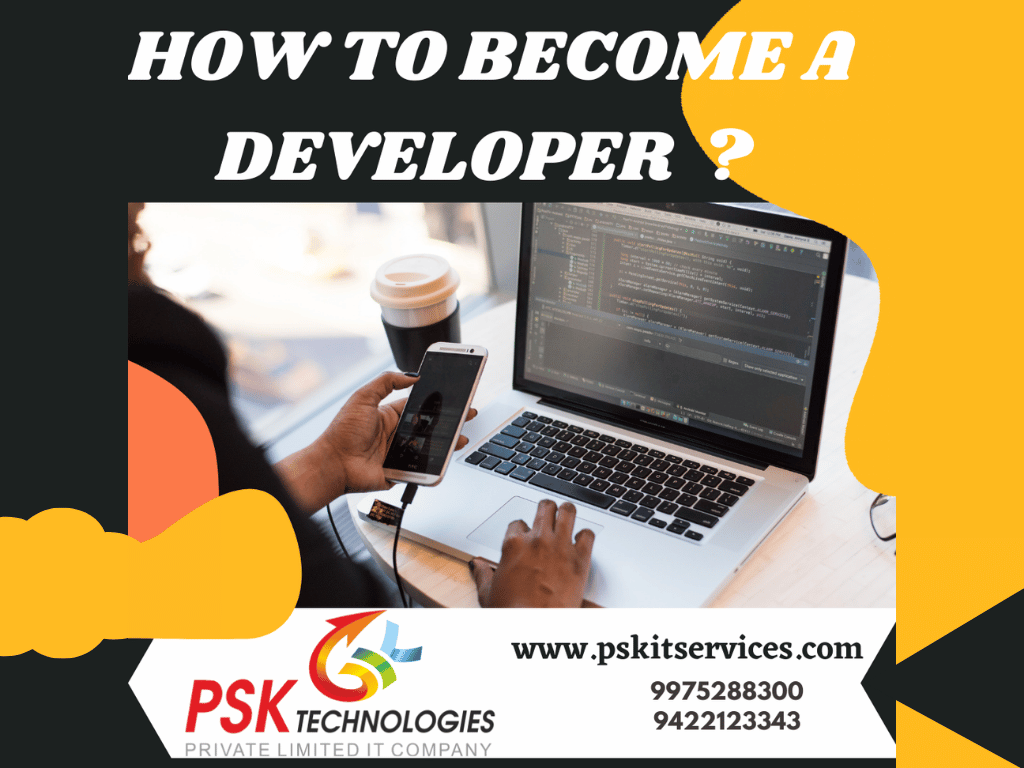 HOW TO BECOME A
DEVELOPER ?
www.pskitservices.com
9975288300
9422123343
PSK TECHNOLOGIES
PRIVATE LIMITED IT COMPANY